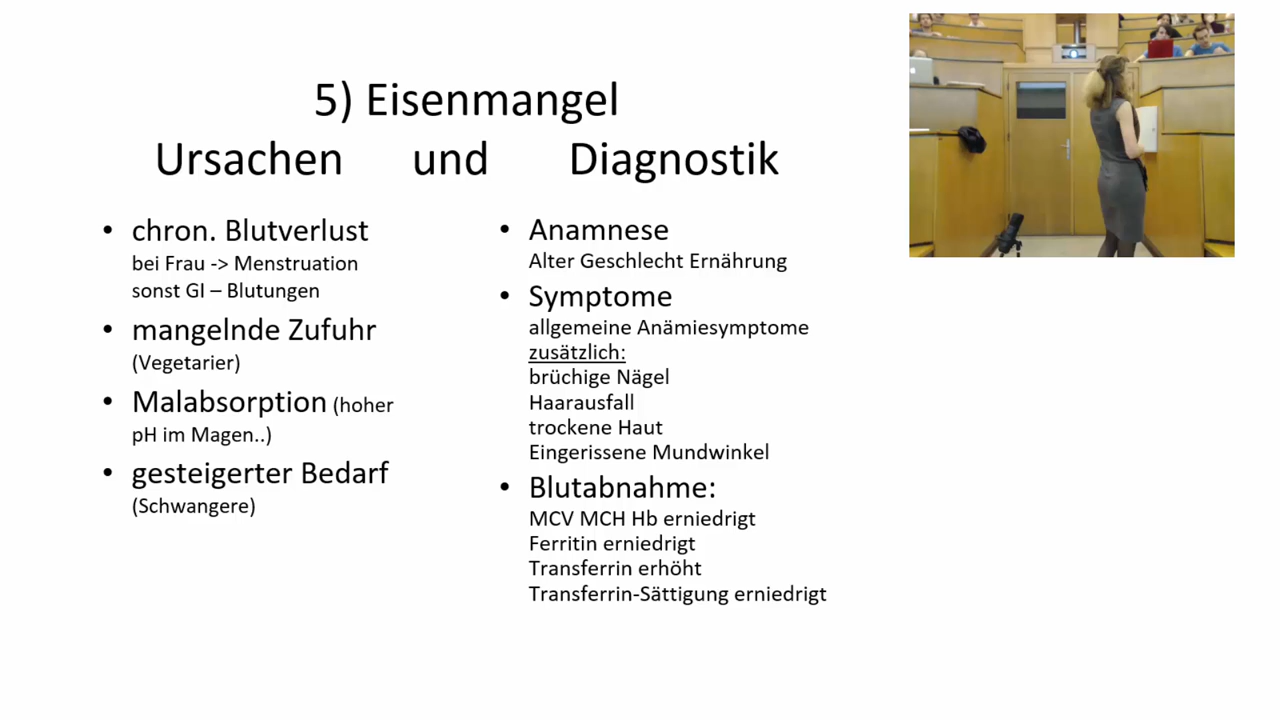 5) Eisenmangel
Ursachen und Diagnostik
• chron. Blutverlust
bei Frau -> Menstruation
sonst GI – Blutungen
• mangelnde Zufuhr
(Vegetarier)
• Malabsorption (hoher
pH im Magen..)
• gesteigerter Bedarf
(Schwangere)
• Anamnese
Alter Geschlecht Ernährung
• Symptome
allgemeine Anämiesymptome
zusätzlich:
brüchige Nägel
Haarausfall
trockene Haut
Eingerissene Mundwinkel
• Blutabnahme:
MCV MCH Hb erniedrigt
Ferritin erniedrigt
Transferrin erhöht
Transferrin-Sättigung erniedrigt